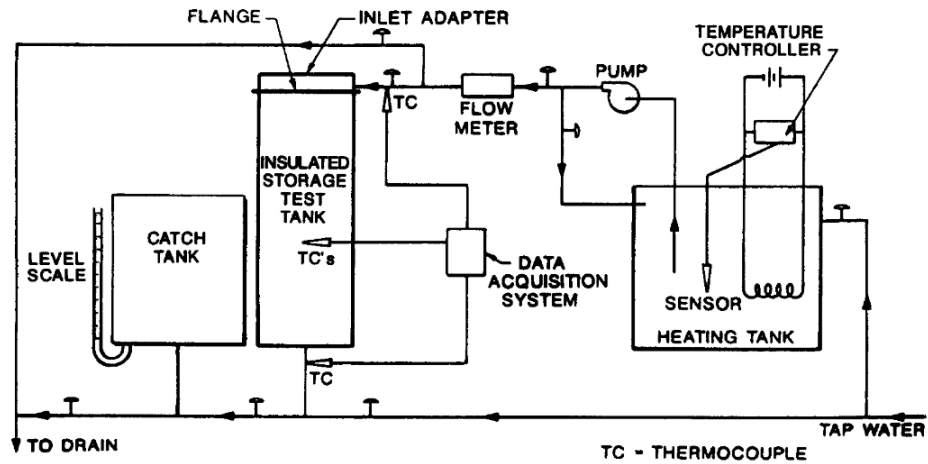 FLANGE
INLET ADAPTER
TEMPERATURE
CONTROLLER
PUMP
TC
FLOW
METER
INSULATED
STORAGE
TEST
TANK
CATCH
TANK
LEVEL
SCALE
TC's
DATA
ACQUISITION
SYSTEM
SENSOR
HEATING TANK
TC
TO DRAIN
TAP WATER
TC = THERMOCOUPLE